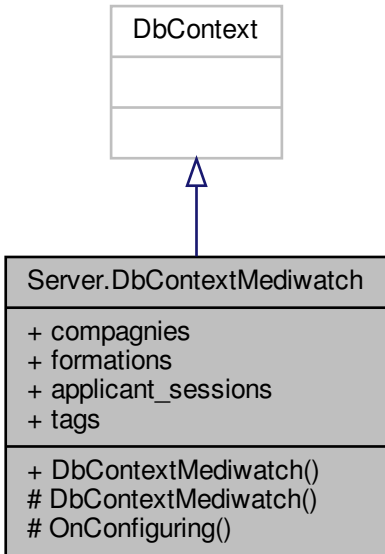 DbContext
Server.DbContextMediwatch
+ compagnies
+ formations
+ applicant_sessions
+ tags
+ DbContextMediwatch()
# DbContextMediwatch()
# OnConfiguring()